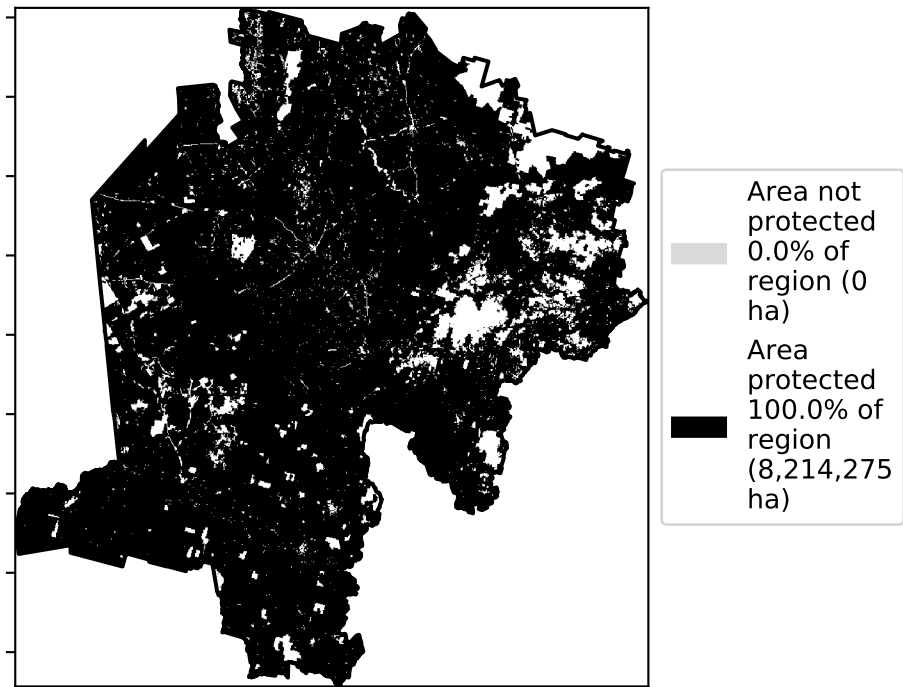 Area not
protected
0.0% of
region (0
ha)
Area
protected
100.0% of
region
(8,214,275
ha)